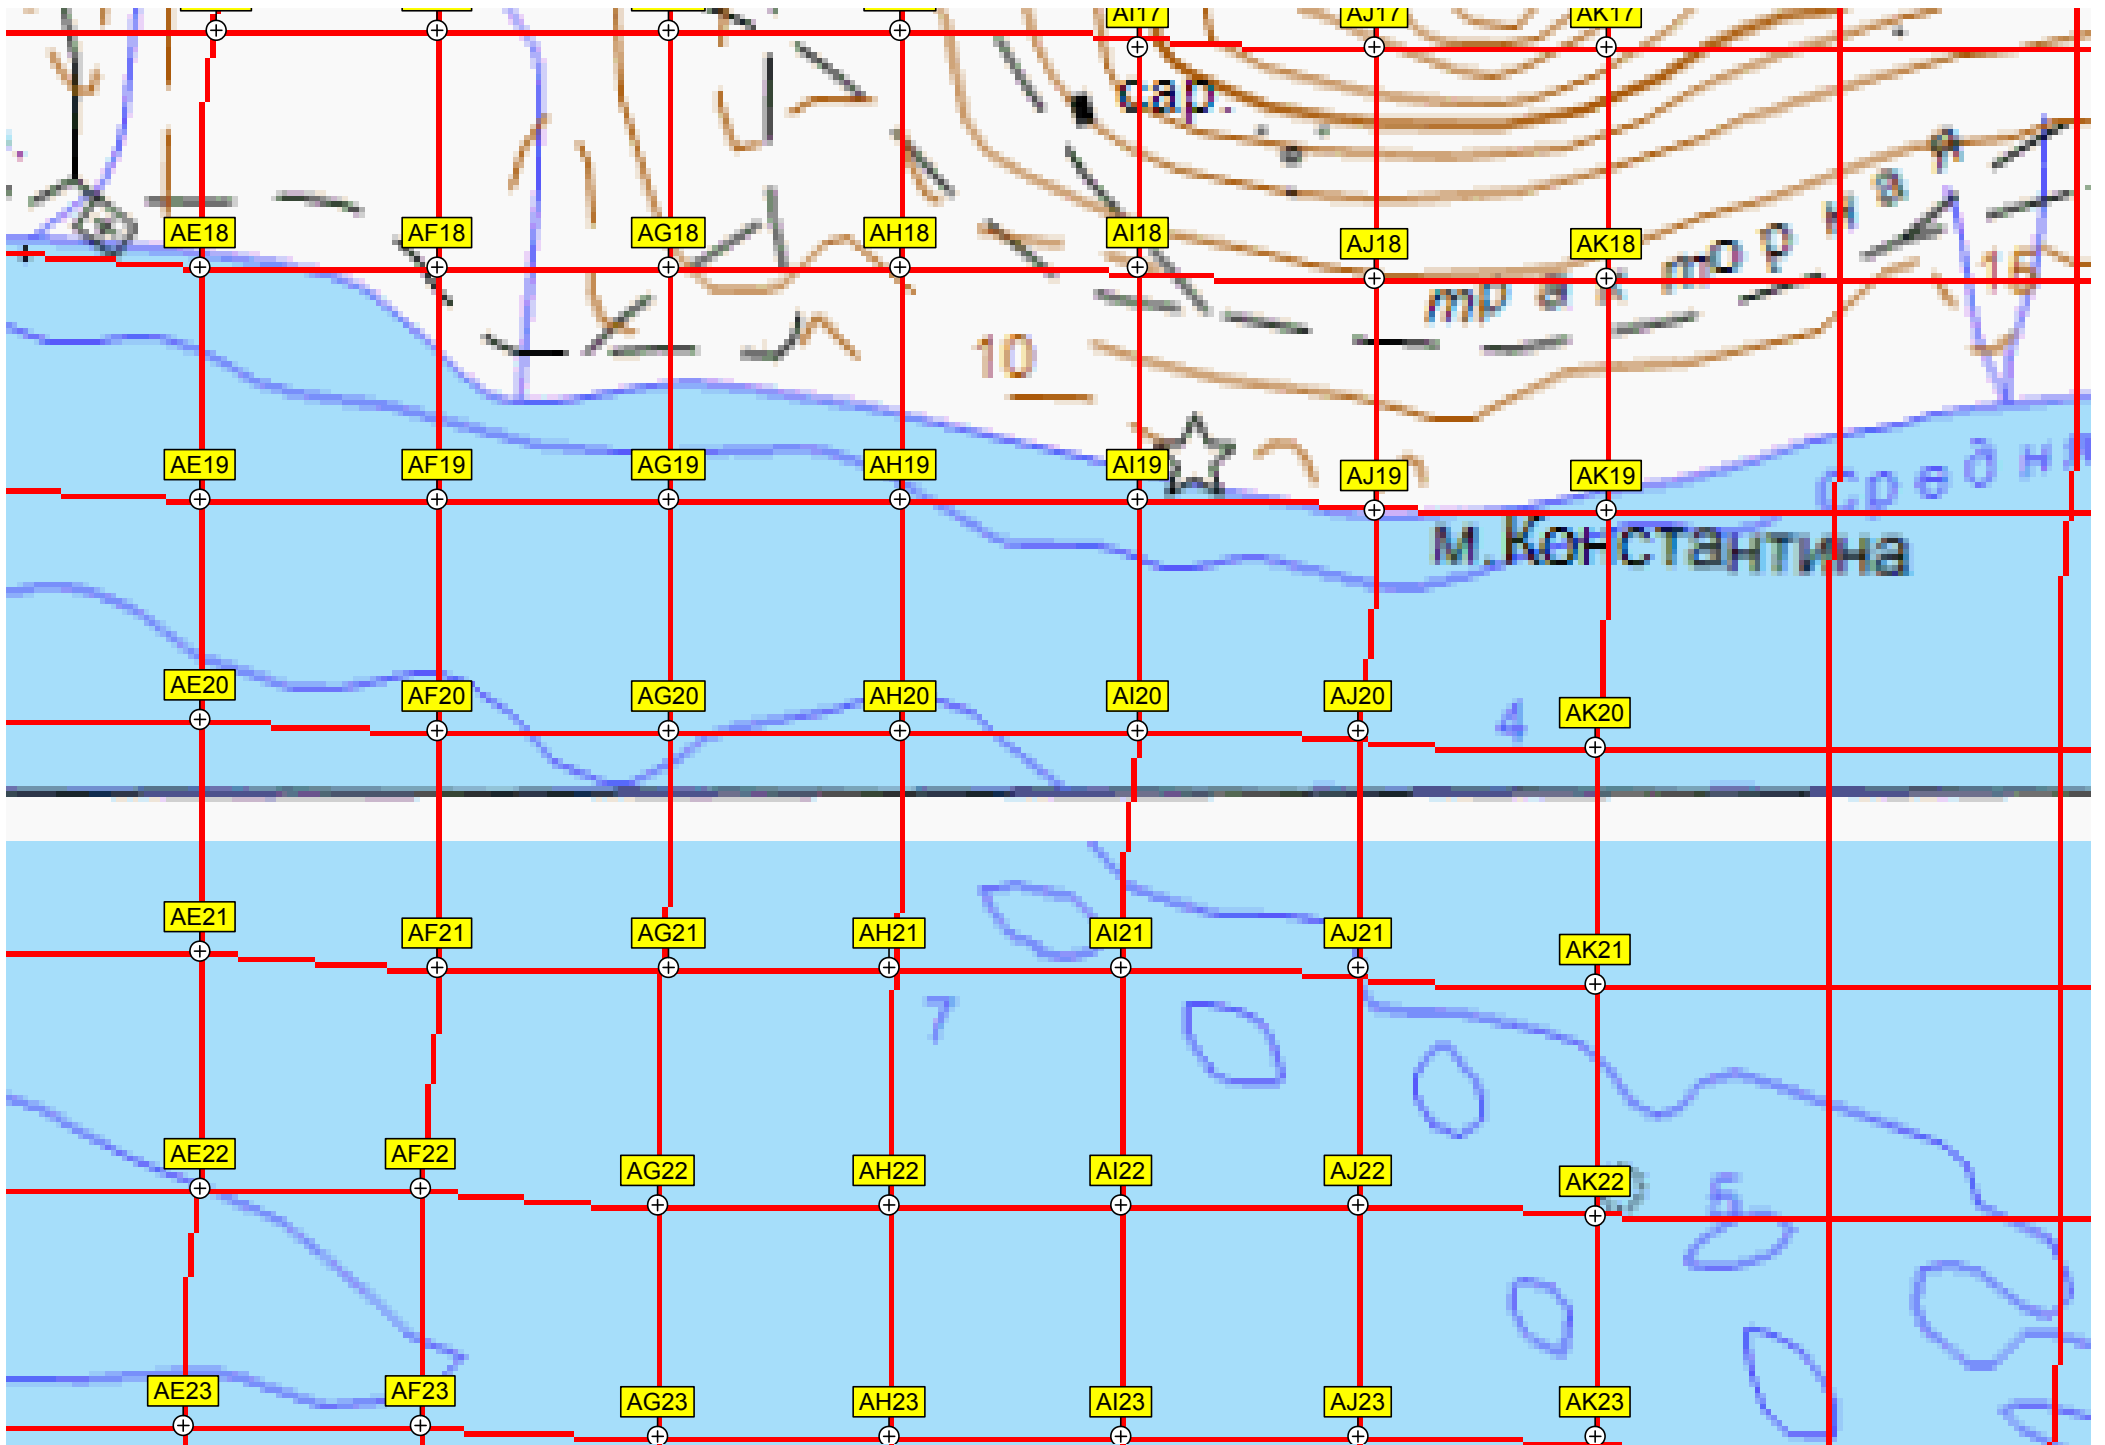 AI17 AJ17 AK17
сар.
тракторная
AE18 AF18 AG18 AH18 AI18 AJ18 AK18
15
10
AE19 AF19 AG19 AH19 AI19 AJ19 AK19
Средня
м.Константина
AE20 AF20 AG20 AH20 AI20 AJ20 AK20
4
AE21 AF21 AG21 AH21 AI21 AJ21 AK21
7
AE22 AF22 AG22 AH22 AI22 AJ22 AK22
5
AE23 AF23 AG23 AH23 AI23 AJ23 AK23